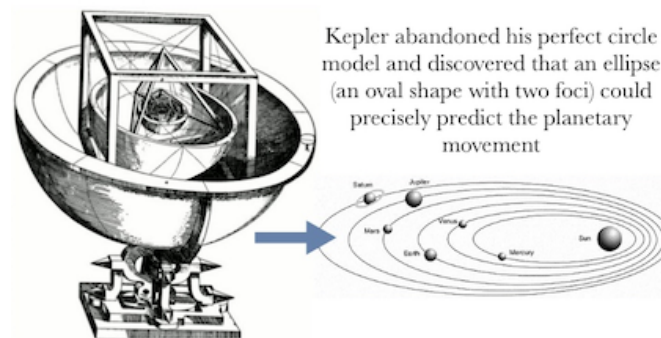 Kepler abandoned his perfect circle
model and discovered that an ellipse
(an oval shape with two foci) could
precisely predict the planetary
movement
Saturn
Jupiter
Mars
Venus
Sun
Earth
Mercury